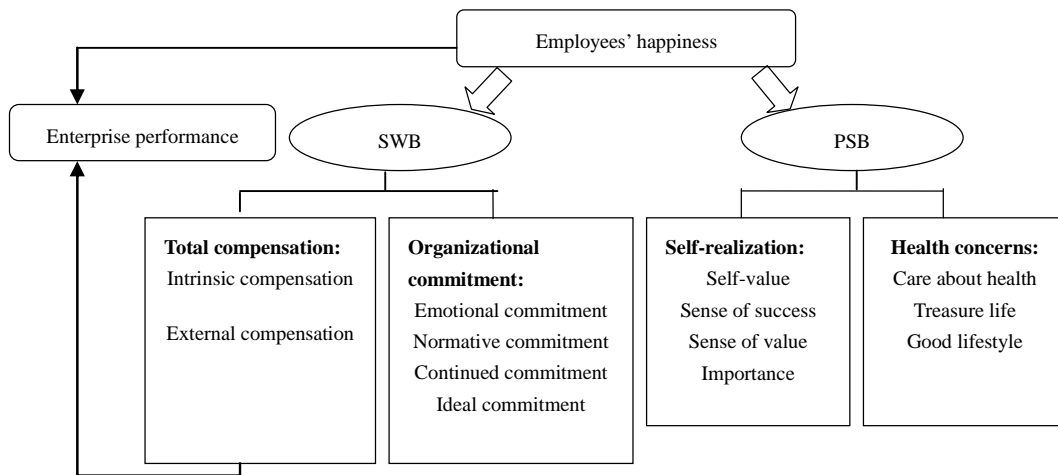 Employees’ happiness
Enterprise performance
SWB
PSB
Total compensation:
Intrinsic compensation
External compensation
Organizational
commitment:
Emotional commitment
Normative commitment
Continued commitment
Ideal commitment
Self-realization:
Self-value
Sense of success
Sense of value
Importance
Health concerns:
Care about health
Treasure life
Good lifestyle